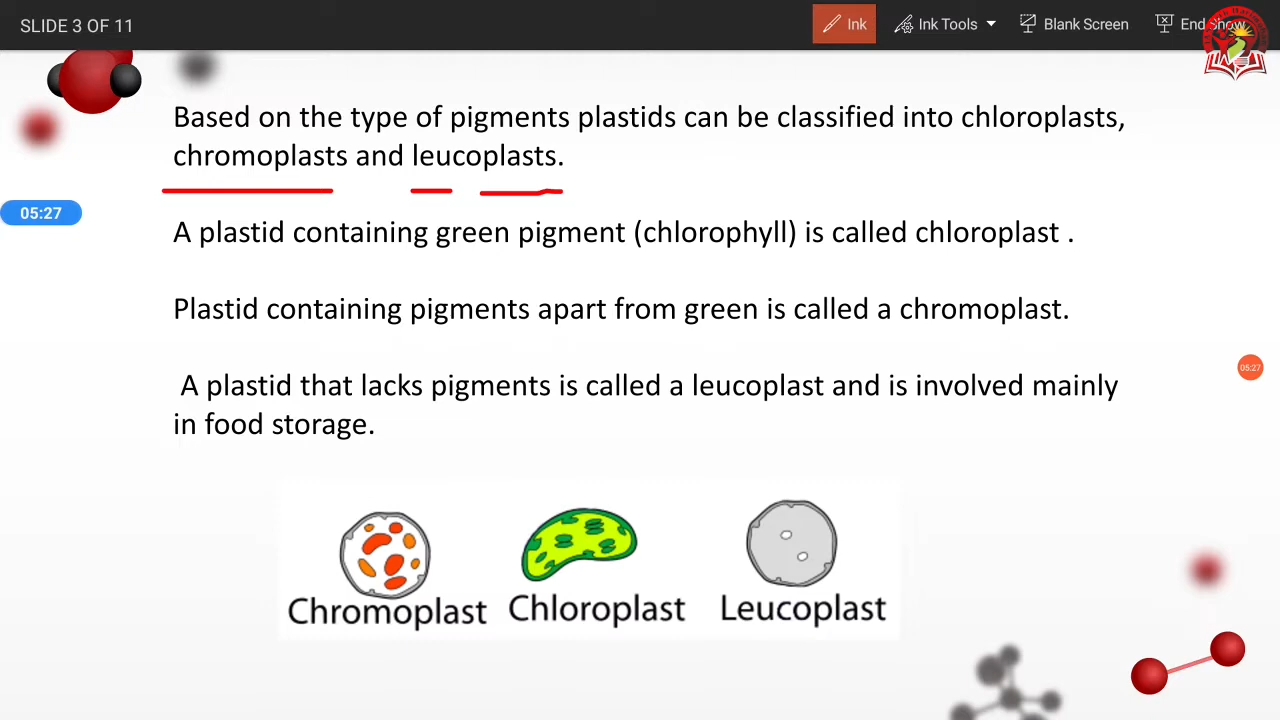 SLIDE 3 OF 11
Ink
Ink Tools
Blank Screen
End Show
Based on the type of pigments plastids can be classified into chloroplasts,
chromoplasts and leucoplasts.
05:27
A plastid containing green pigment (chlorophyll) is called chloroplast .
Plastid containing pigments apart from green is called a chromoplast.
05:27
A plastid that lacks pigments is called a leucoplast and is involved mainly
in food storage.
Chromoplast
Chloroplast
Leucoplast